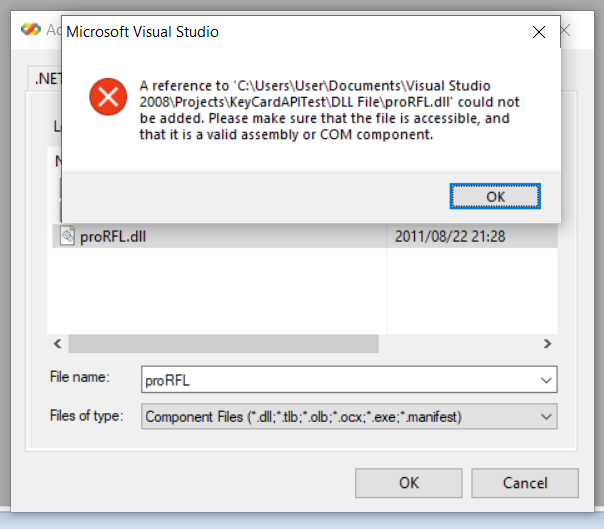 Ad
Microsoft Visual Studio
.NET
A reference to 'C:\Users\User\Documents\Visual Studio
2008\Projects\KeyCardAPITest\DLL File\proRFL.dll' could not
be added. Please make sure that the file is accessible, and
that it is a valid assembly or COM component.
OK
proRFL.dll 2011/08/22 21:28
File name: proRFL
Files of type: Component Files (*.dll;*.tlb;*.olb;*.ocx;*.exe;*.manifest)
OK Cancel